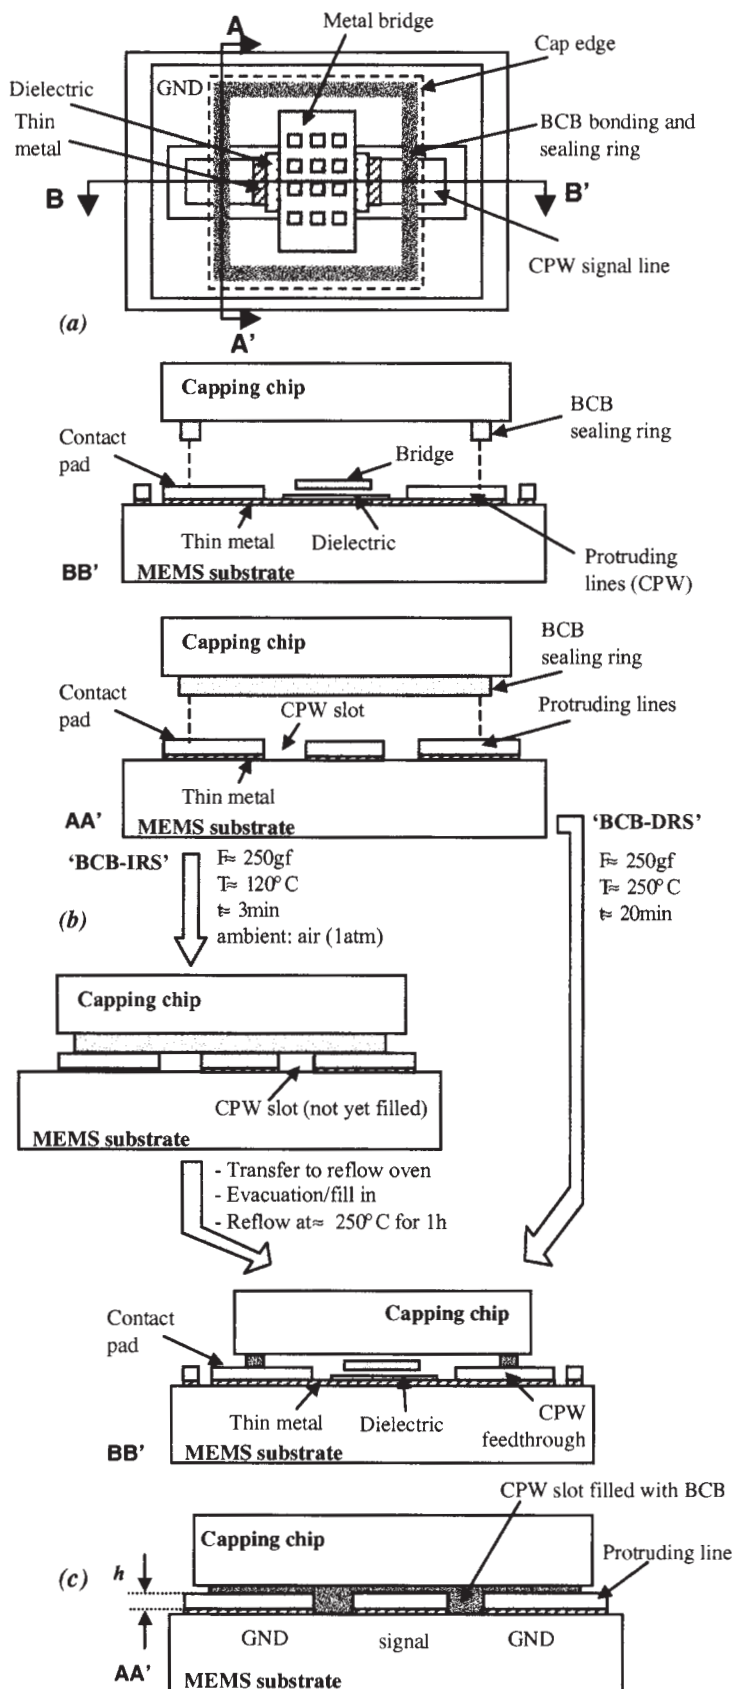 A
Metal bridge
Cap edge
GND
Dielectric
Thin
metal
BCB bonding and
sealing ring
B
B'
CPW signal line
(a)
A'
Capping chip
BCB
sealing ring
Contact
pad
Bridge
Thin metal
Dielectric
Protruding
lines (CPW)
BB'
MEMS substrate
Capping chip
BCB
sealing ring
Contact
pad
CPW slot
Protruding lines
Thin metal
AA'
MEMS substrate
'BCB-IRS'
F≈ 250gf
T≈ 120°C
t≈ 3min
ambient: air (1atm)
'BCB-DRS'
F≈ 250gf
T≈ 250°C
t≈ 20min
(b)
Capping chip
CPW slot (not yet filled)
MEMS substrate
- Transfer to reflow oven
- Evacuation/fill in
- Reflow at≈ 250°C for 1h
Capping chip
Contact
pad
Thin metal
Dielectric
CPW
feedthrough
BB'
MEMS substrate
CPW slot filled with BCB
Capping chip
Protruding line
(c)
h
GND
signal
GND
AA'
MEMS substrate